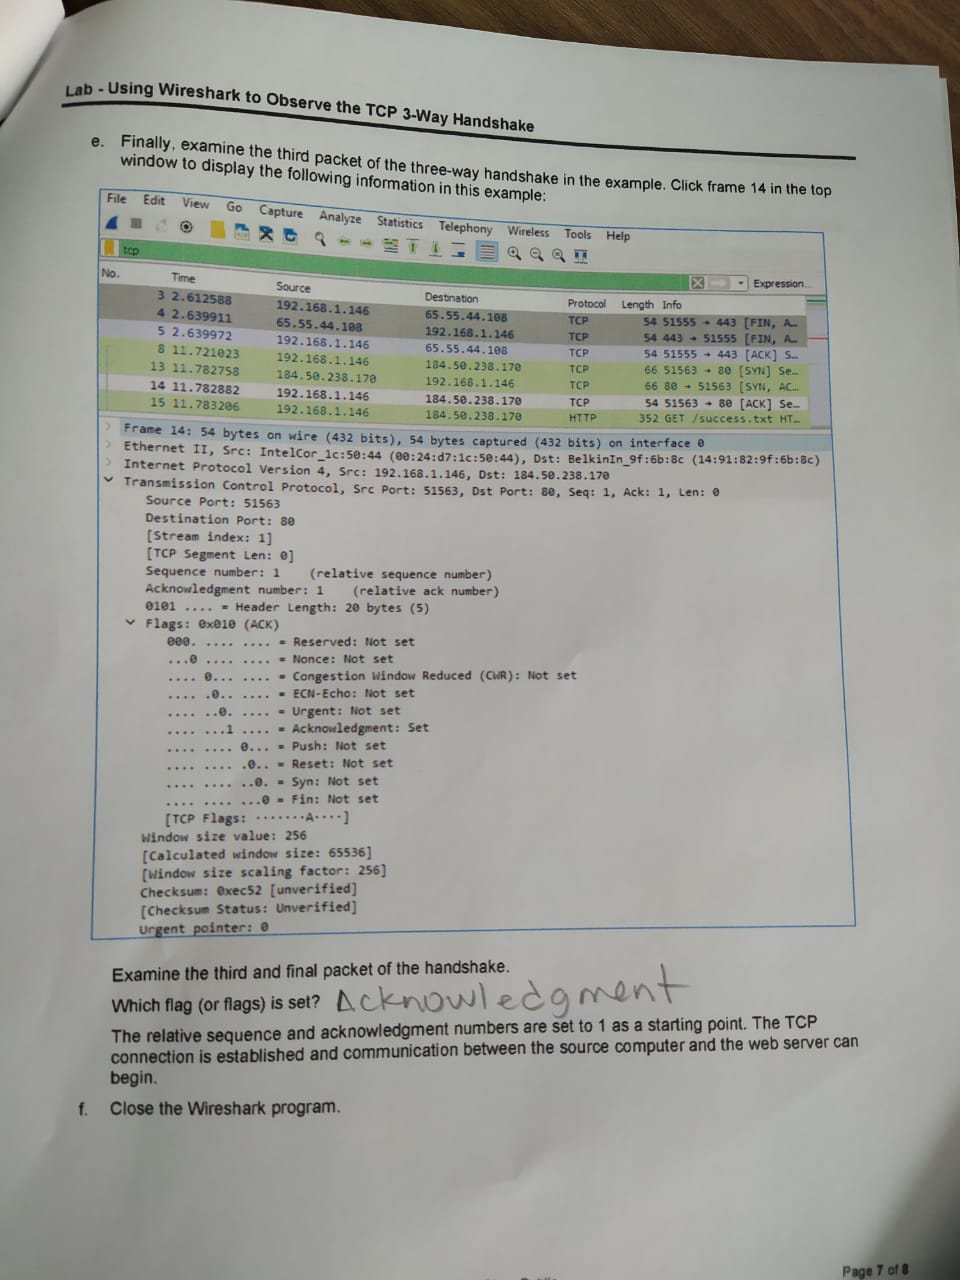 Lab - Using Wireshark to Observe the TCP 3-Way Handshake
e. Finally, examine the third packet of the three-way handshake in the example. Click frame 14 in the top
window to display the following information in this example:
File Edit View Go Capture Analyze Statistics Telephony Wireless Tools Help
tcp Expression...
No. Time Source Destination Protocol Length Info
3 2.612588 192.168.1.146 65.55.44.108 TCP 54 51555 → 443 [FIN, A…
4 2.639911 65.55.44.108 192.168.1.146 TCP 54 443 → 51555 [FIN, A…
5 2.639972 192.168.1.146 65.55.44.108 TCP 54 51555 → 443 [ACK] S…
8 11.721023 192.168.1.146 184.50.238.170 TCP 66 51563 → 80 [SYN] Se…
13 11.782758 184.50.238.170 192.168.1.146 TCP 66 80 → 51563 [SYN, AC…
14 11.782882 192.168.1.146 184.50.238.170 TCP 54 51563 → 80 [ACK] Se…
15 11.783206 192.168.1.146 184.50.238.170 HTTP 352 GET /success.txt HT…
Frame 14: 54 bytes on wire (432 bits), 54 bytes captured (432 bits) on interface 0
Ethernet II, Src: IntelCor_1c:50:44 (00:24:d7:1c:50:44), Dst: BelkinIn_9f:6b:8c (14:91:82:9f:6b:8c)
Internet Protocol Version 4, Src: 192.168.1.146, Dst: 184.50.238.170
Transmission Control Protocol, Src Port: 51563, Dst Port: 80, Seq: 1, Ack: 1, Len: 0
Source Port: 51563
Destination Port: 80
[Stream index: 1]
[TCP Segment Len: 0]
Sequence number: 1 (relative sequence number)
Acknowledgment number: 1 (relative ack number)
0101 .... = Header Length: 20 bytes (5)
Flags: 0x010 (ACK)
000. .... .... = Reserved: Not set
...0 .... .... = Nonce: Not set
.... 0... .... = Congestion Window Reduced (CWR): Not set
.... .0.. .... = ECN-Echo: Not set
.... ..0. .... = Urgent: Not set
.... ...1 .... = Acknowledgment: Set
.... .... 0... = Push: Not set
.... .... .0.. = Reset: Not set
.... .... ..0. = Syn: Not set
.... .... ...0 = Fin: Not set
[TCP Flags: ·······A····]
Window size value: 256
[Calculated window size: 65536]
[Window size scaling factor: 256]
Checksum: 0xec52 [unverified]
[Checksum Status: Unverified]
Urgent pointer: 0
Examine the third and final packet of the handshake.
Which flag (or flags) is set? Acknowledgment
The relative sequence and acknowledgment numbers are set to 1 as a starting point. The TCP
connection is established and communication between the source computer and the web server can
begin.
f. Close the Wireshark program.
Page 7 of 8